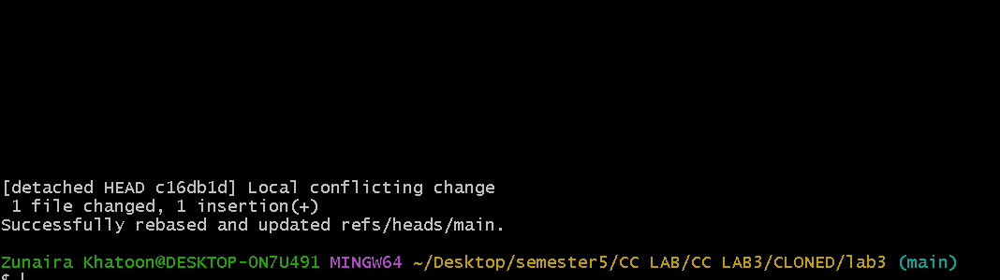 [detached HEAD c16db1d] Local conflicting change
 1 file changed, 1 insertion(+)
Successfully rebased and updated refs/heads/main.
Zunaira Khatoon@DESKTOP-ON7U491 MINGW64 ~/Desktop/semester5/CC LAB/CC LAB3/CLONED/lab3 (main)
$